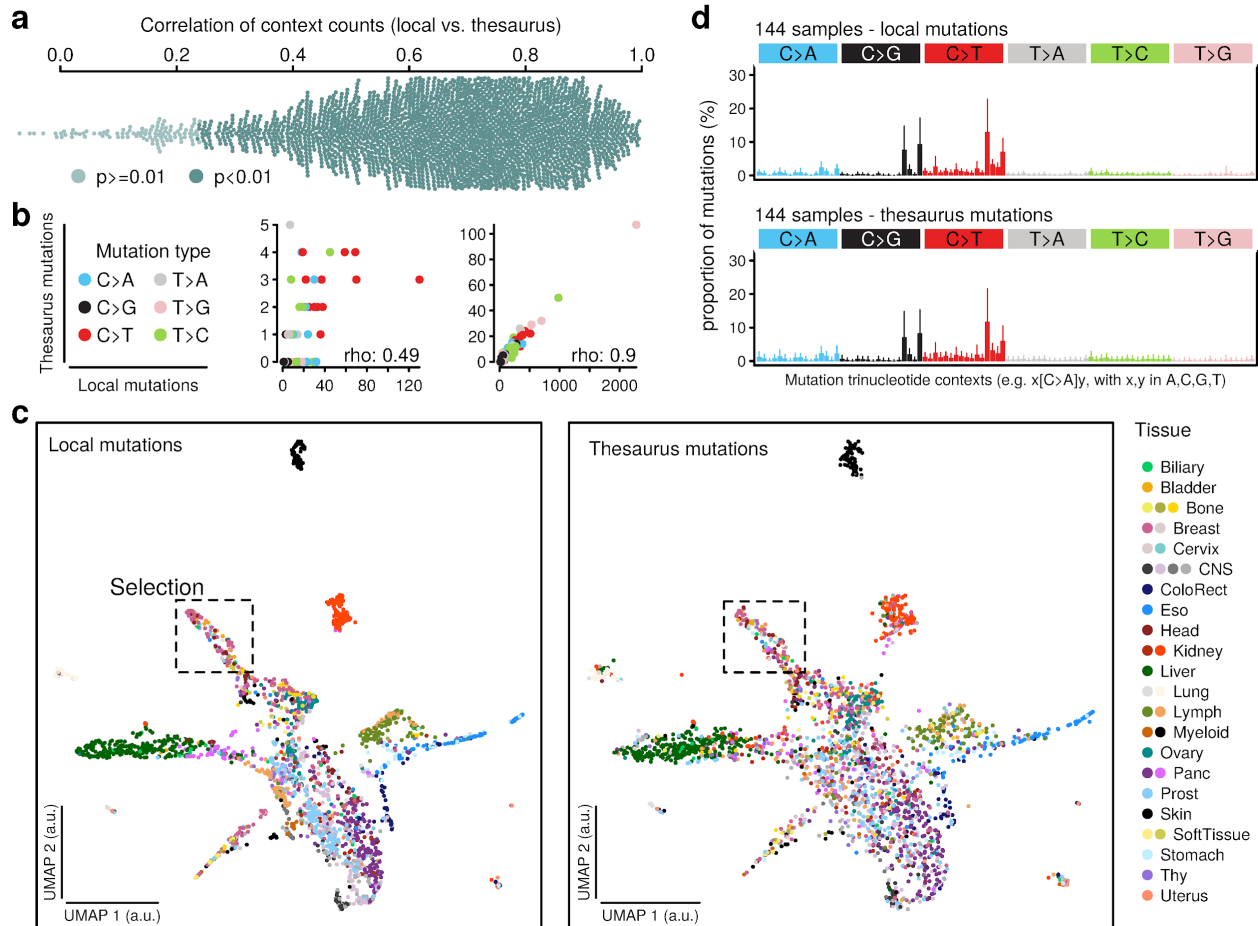 a
Correlation of context counts (local vs. thesaurus)
0.0 0.2 0.4 0.6 0.8 1.0
p>=0.01 p<0.01
b
Thesaurus mutations
Local mutations
Mutation type
C>A T>A
C>G T>G
C>T T>C
5
4
3
2
1
0
0 40 80 120
rho: 0.49
100
80
60
40
20
0
0 1000 2000
rho: 0.9
d
144 samples - local mutations
C>A C>G C>T T>A T>C T>G
30
20
10
0
proportion of mutations (%)
144 samples - thesaurus mutations
C>A C>G C>T T>A T>C T>G
30
20
10
0
Mutation trinucleotide contexts (e.g. x[C>A]y, with x,y in A,C,G,T)
c
Local mutations
Selection
UMAP 2 (a.u.)
UMAP 1 (a.u.)
Thesaurus mutations
UMAP 2 (a.u.)
UMAP 1 (a.u.)
Tissue
Biliary
Bladder
Bone
Breast
Cervix
CNS
ColoRect
Eso
Head
Kidney
Liver
Lung
Lymph
Myeloid
Ovary
Panc
Prost
Skin
SoftTissue
Stomach
Thy
Uterus